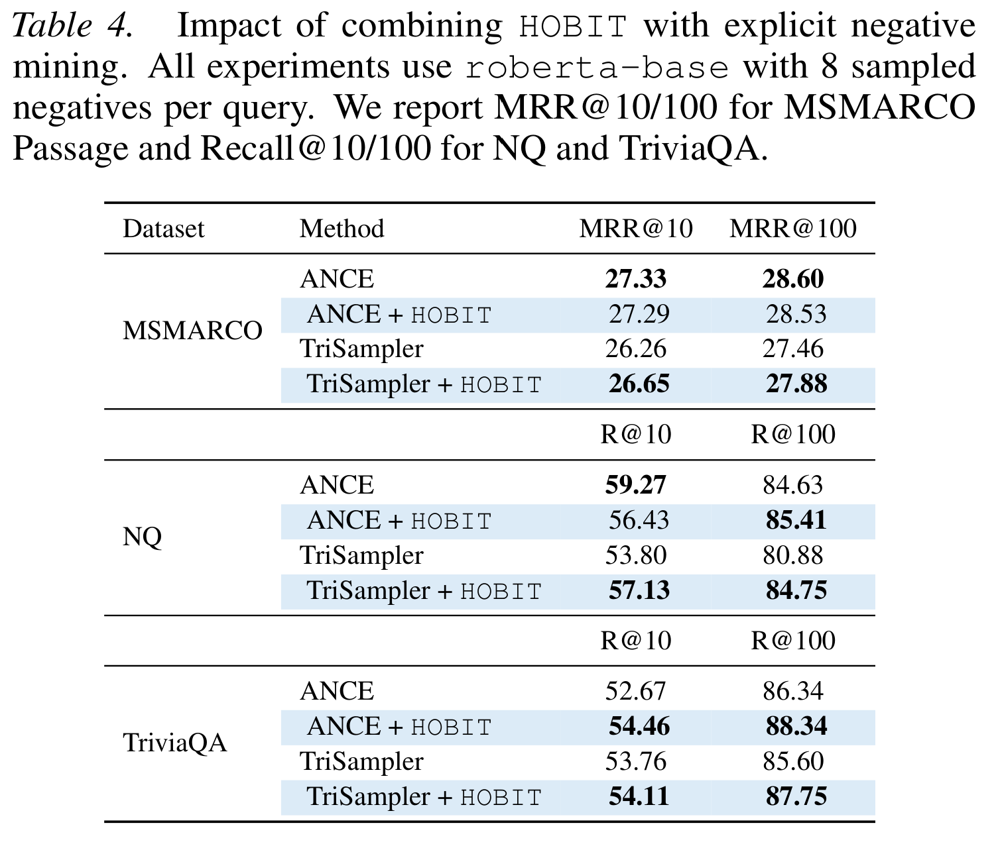 Table 4. Impact of combining HOBIT with explicit negative
mining. All experiments use roberta-base with 8 sampled
negatives per query. We report MRR@10/100 for MSMARCO
Passage and Recall@10/100 for NQ and TriviaQA.
Dataset Method MRR@10 MRR@100
MSMARCO
ANCE 27.33 28.60
ANCE + HOBIT 27.29 28.53
TriSampler 26.26 27.46
TriSampler + HOBIT 26.65 27.88
R@10 R@100
NQ
ANCE 59.27 84.63
ANCE + HOBIT 56.43 85.41
TriSampler 53.80 80.88
TriSampler + HOBIT 57.13 84.75
R@10 R@100
TriviaQA
ANCE 52.67 86.34
ANCE + HOBIT 54.46 88.34
TriSampler 53.76 85.60
TriSampler + HOBIT 54.11 87.75